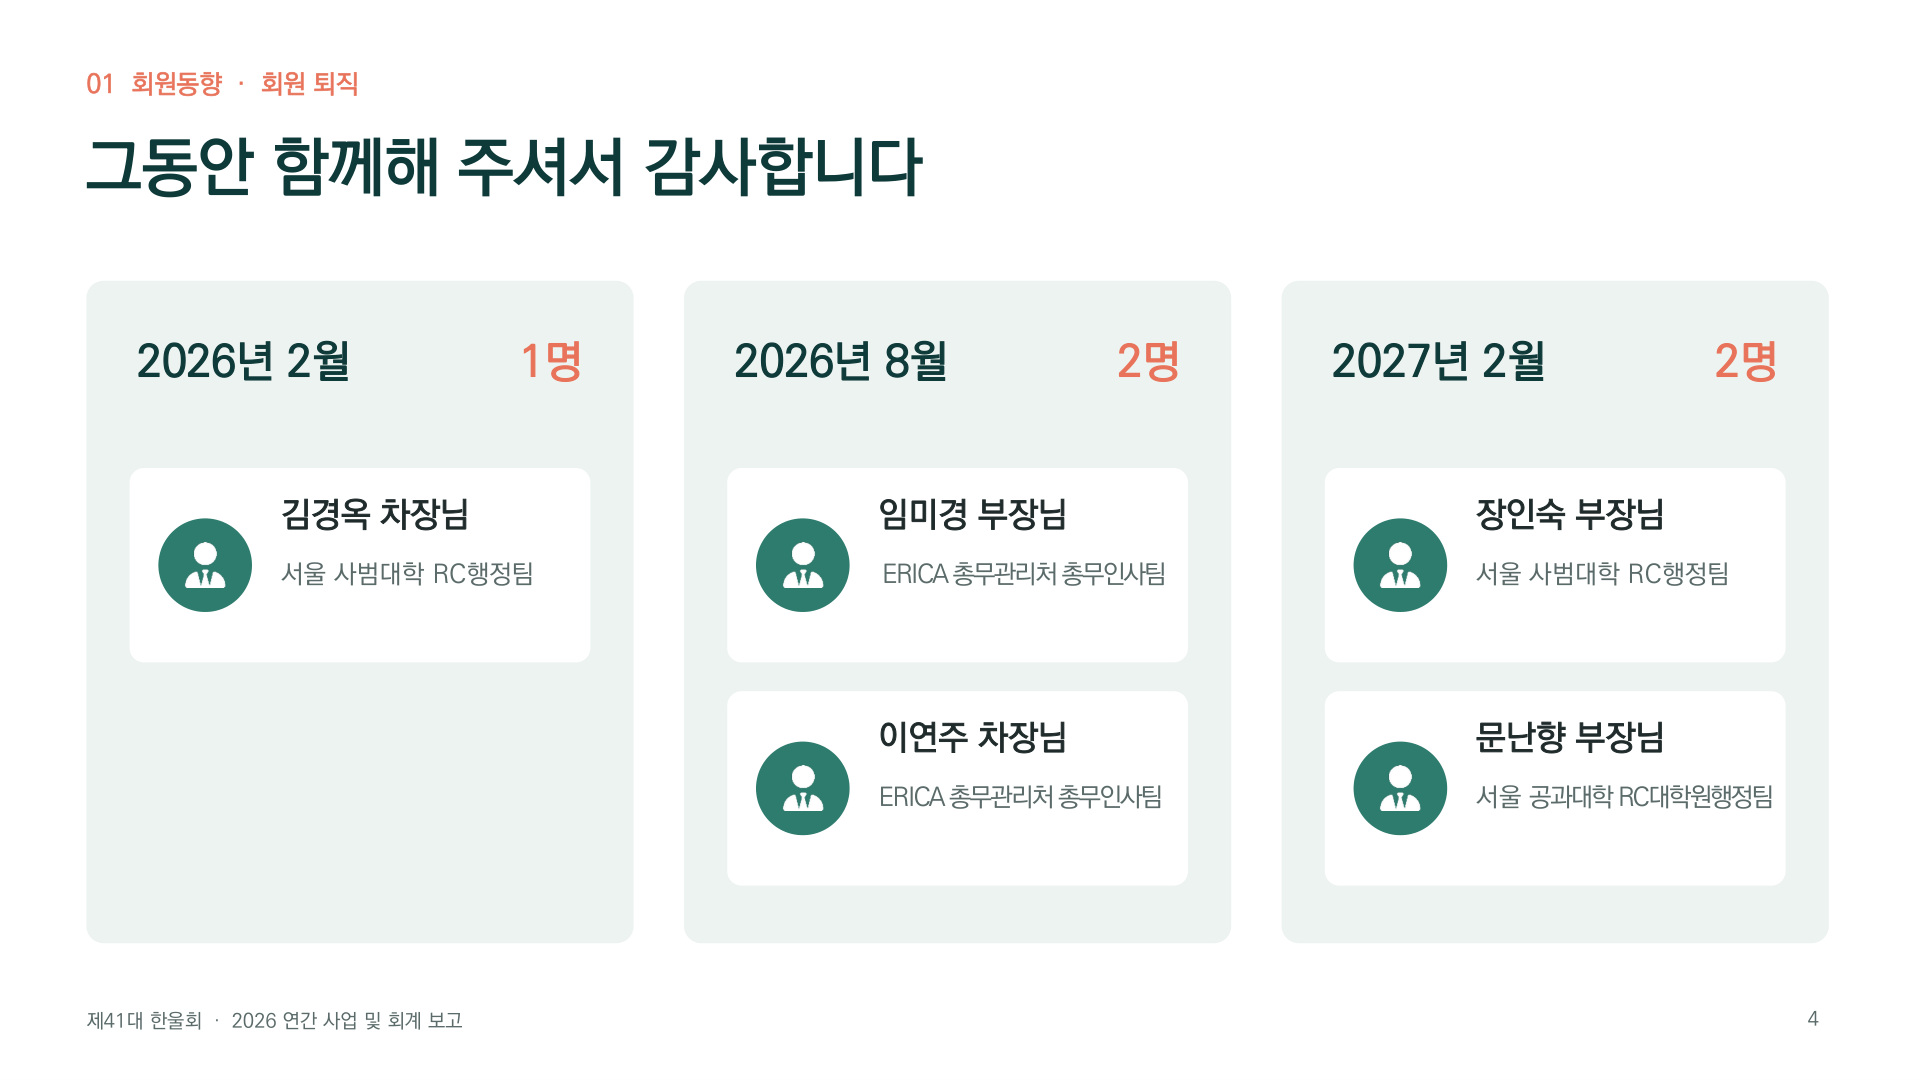 01 회원동향 · 회원 퇴직
그동안 함께해 주셔서 감사합니다
2026년 2월 1명
김경옥 차장님
서울 사범대학 RC행정팀
2026년 8월 2명
임미경 부장님
ERICA 총무관리처 총무인사팀
이연주 차장님
ERICA 총무관리처 총무인사팀
2027년 2월 2명
장인숙 부장님
서울 사범대학 RC행정팀
문난향 부장님
서울 공과대학 RC대학원행정팀
제41대 한울회 · 2026 연간 사업 및 회계 보고
4